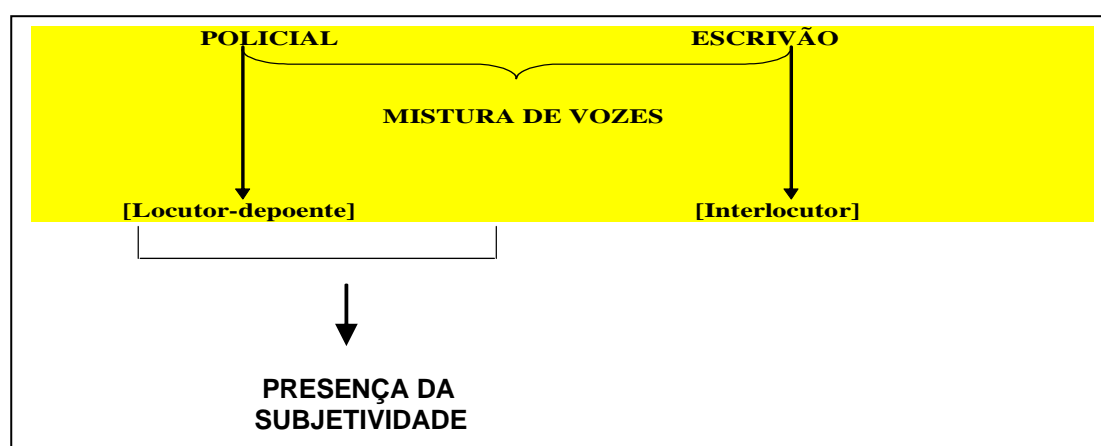 POLICIAL ESCRIVÃO
MISTURA DE VOZES
[Locutor-depoente] [Interlocutor]
PRESENÇA DA
SUBJETIVIDADE